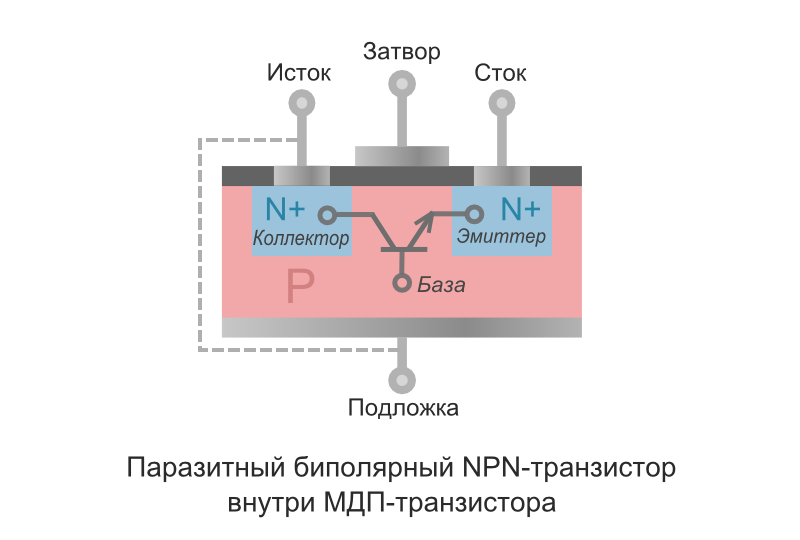 Затвор
Исток
Сток
N+
N+
Коллектор
Эмиттер
P
База
Подложка
Паразитный биполярный NPN-транзистор
внутри МДП-транзистора